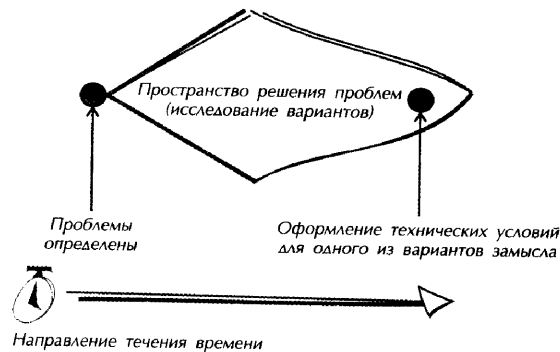 Пространство решения проблем
(исследование вариантов)
Проблемы
определены
Оформление технических условий
для одного из вариантов замысла
Направление течения времени